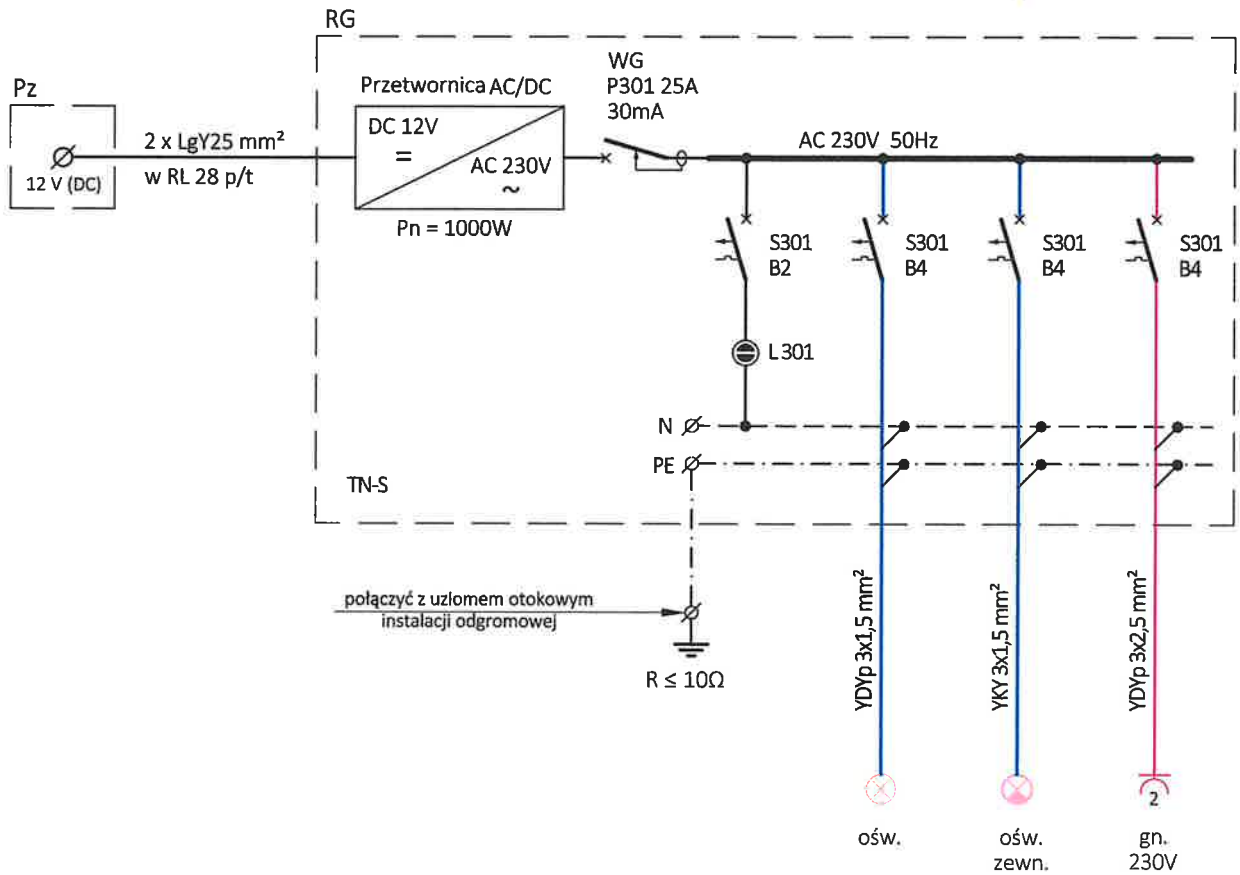 RG
Pz
12 V (DC)
2 x LgY25 mm²
w RL 28 p/t
Przetwornica AC/DC
DC 12V
=
AC 230V
~
Pn = 1000W
WG
P301 25A
30mA
AC 230V 50Hz
S301
B2
S301
B4
S301
B4
S301
B4
L301
N
PE
TN-S
połączyć z uzlomem otokowym
instalacji odgromowej
R ≤ 10Ω
YDYp 3x1,5 mm²
YKY 3x1,5 mm²
YDYp 3x2,5 mm²
2
ośw.
ośw.
zewn.
gn.
230V